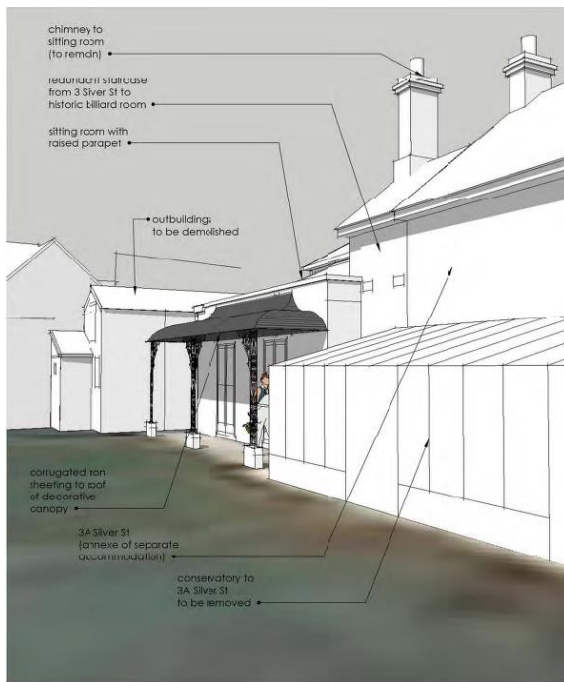 chimney to
sitting room
(to remain)
redundant staircase
from 3 Silver St to
historic billiard room
sitting room with
raised parapet
outbuildings
to be demolished
corrugated iron
sheeting to roof
of decorative
canopy
3A Silver St
(annexe of separate
accommodation)
conservatory to
3A Silver St
to be removed